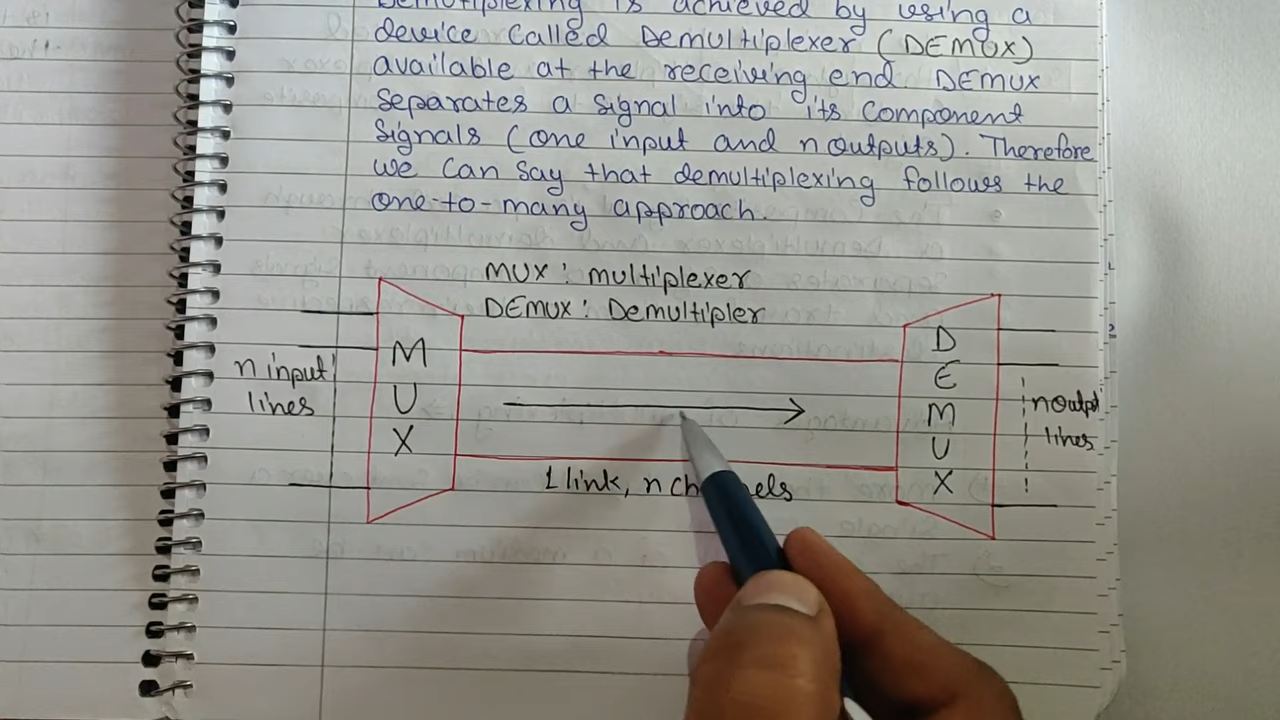 Demultiplexing is achieved by using a
device called Demultiplexer (DEMUX)
available at the receiving end. DEMUX
separates a signal into its component
signals (one input and n outputs). Therefore
we can say that demultiplexing follows the
one-to-many approach.
MUX : multiplexer
DEMUX : Demultipler
n input
lines
M
U
X
1 link, n channels
D
E
M
U
X
n outpt
lines